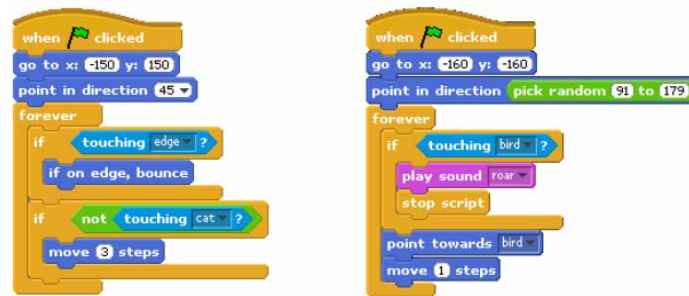 when clicked
go to x: -150 y: 150
point in direction 45
forever
if touching edge ?
if on edge, bounce
if not touching cat ?
move 3 steps
when clicked
go to x: -160 y: -160
point in direction pick random 91 to 179
forever
if touching bird ?
play sound roar
stop script
point towards bird
move 1 steps